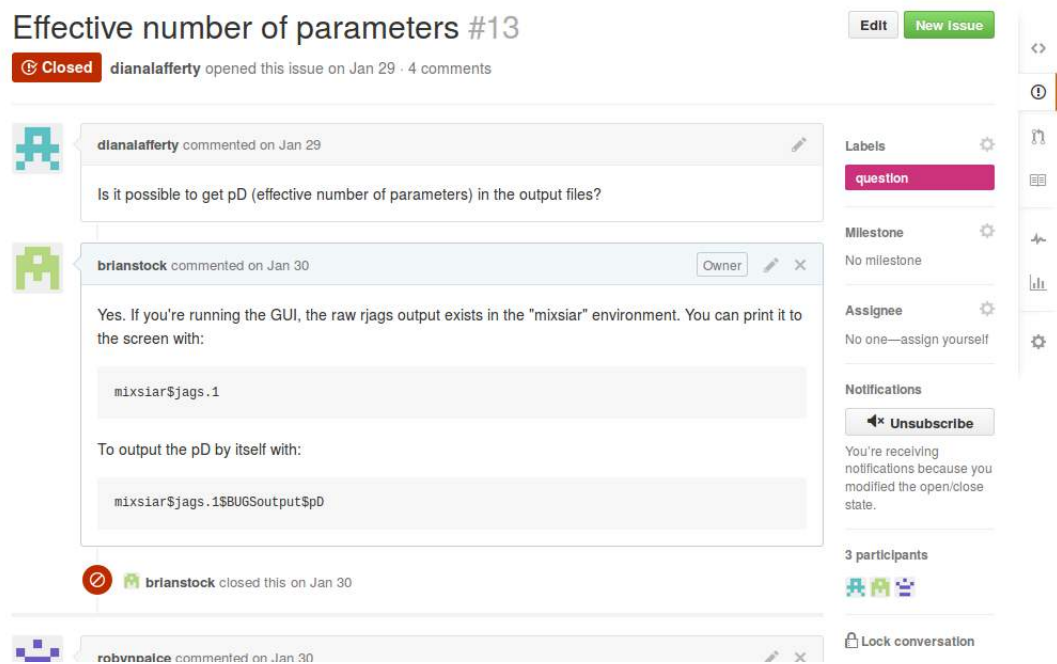 Effective number of parameters #13
Edit
New Issue
Closed
dianalafferty opened this issue on Jan 29 · 4 comments
dianalafferty commented on Jan 29
Is it possible to get pD (effective number of parameters) in the output files?
brianstock commented on Jan 30
Owner
Yes. If you're running the GUI, the raw rjags output exists in the "mixsiar" environment. You can print it to
the screen with:
mixsiar$jags.1
To output the pD by itself with:
mixsiar$jags.1$BUGSoutput$pD
brianstock closed this on Jan 30
robynpaice commented on Jan 30
Labels
question
Milestone
No milestone
Assignee
No one—assign yourself
Notifications
Unsubscribe
You're receiving
notifications because you
modified the open/close
state.
3 participants
Lock conversation